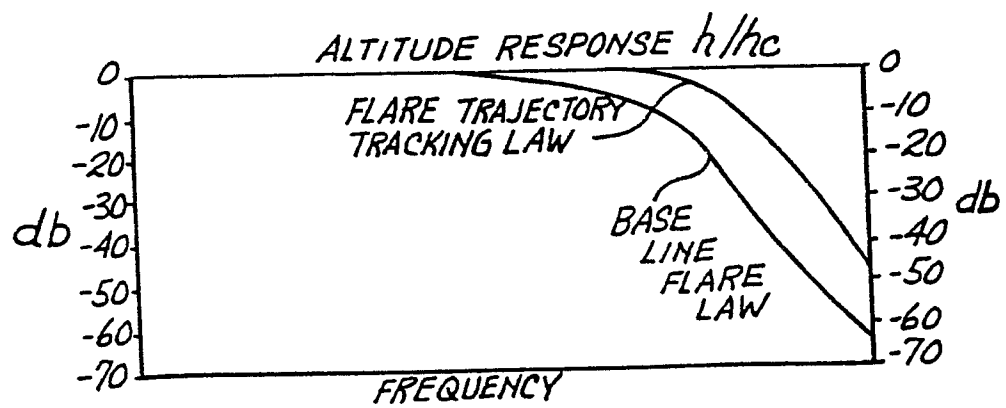 ALTITUDE RESPONSE h/hc
0
-10
-20
-30
-40
-50
-60
-70
db
FLARE TRAJECTORY
TRACKING LAW
BASE
LINE
FLARE
LAW
0
-10
-20
-30
-40
-50
-60
-70
db
FREQUENCY